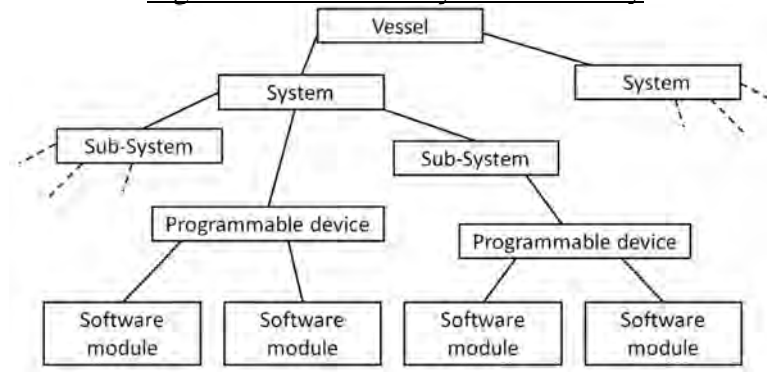 Vessel
System
System
Sub-System
Sub-System
Programmable device
Programmable device
Software
module
Software
module
Software
module
Software
module